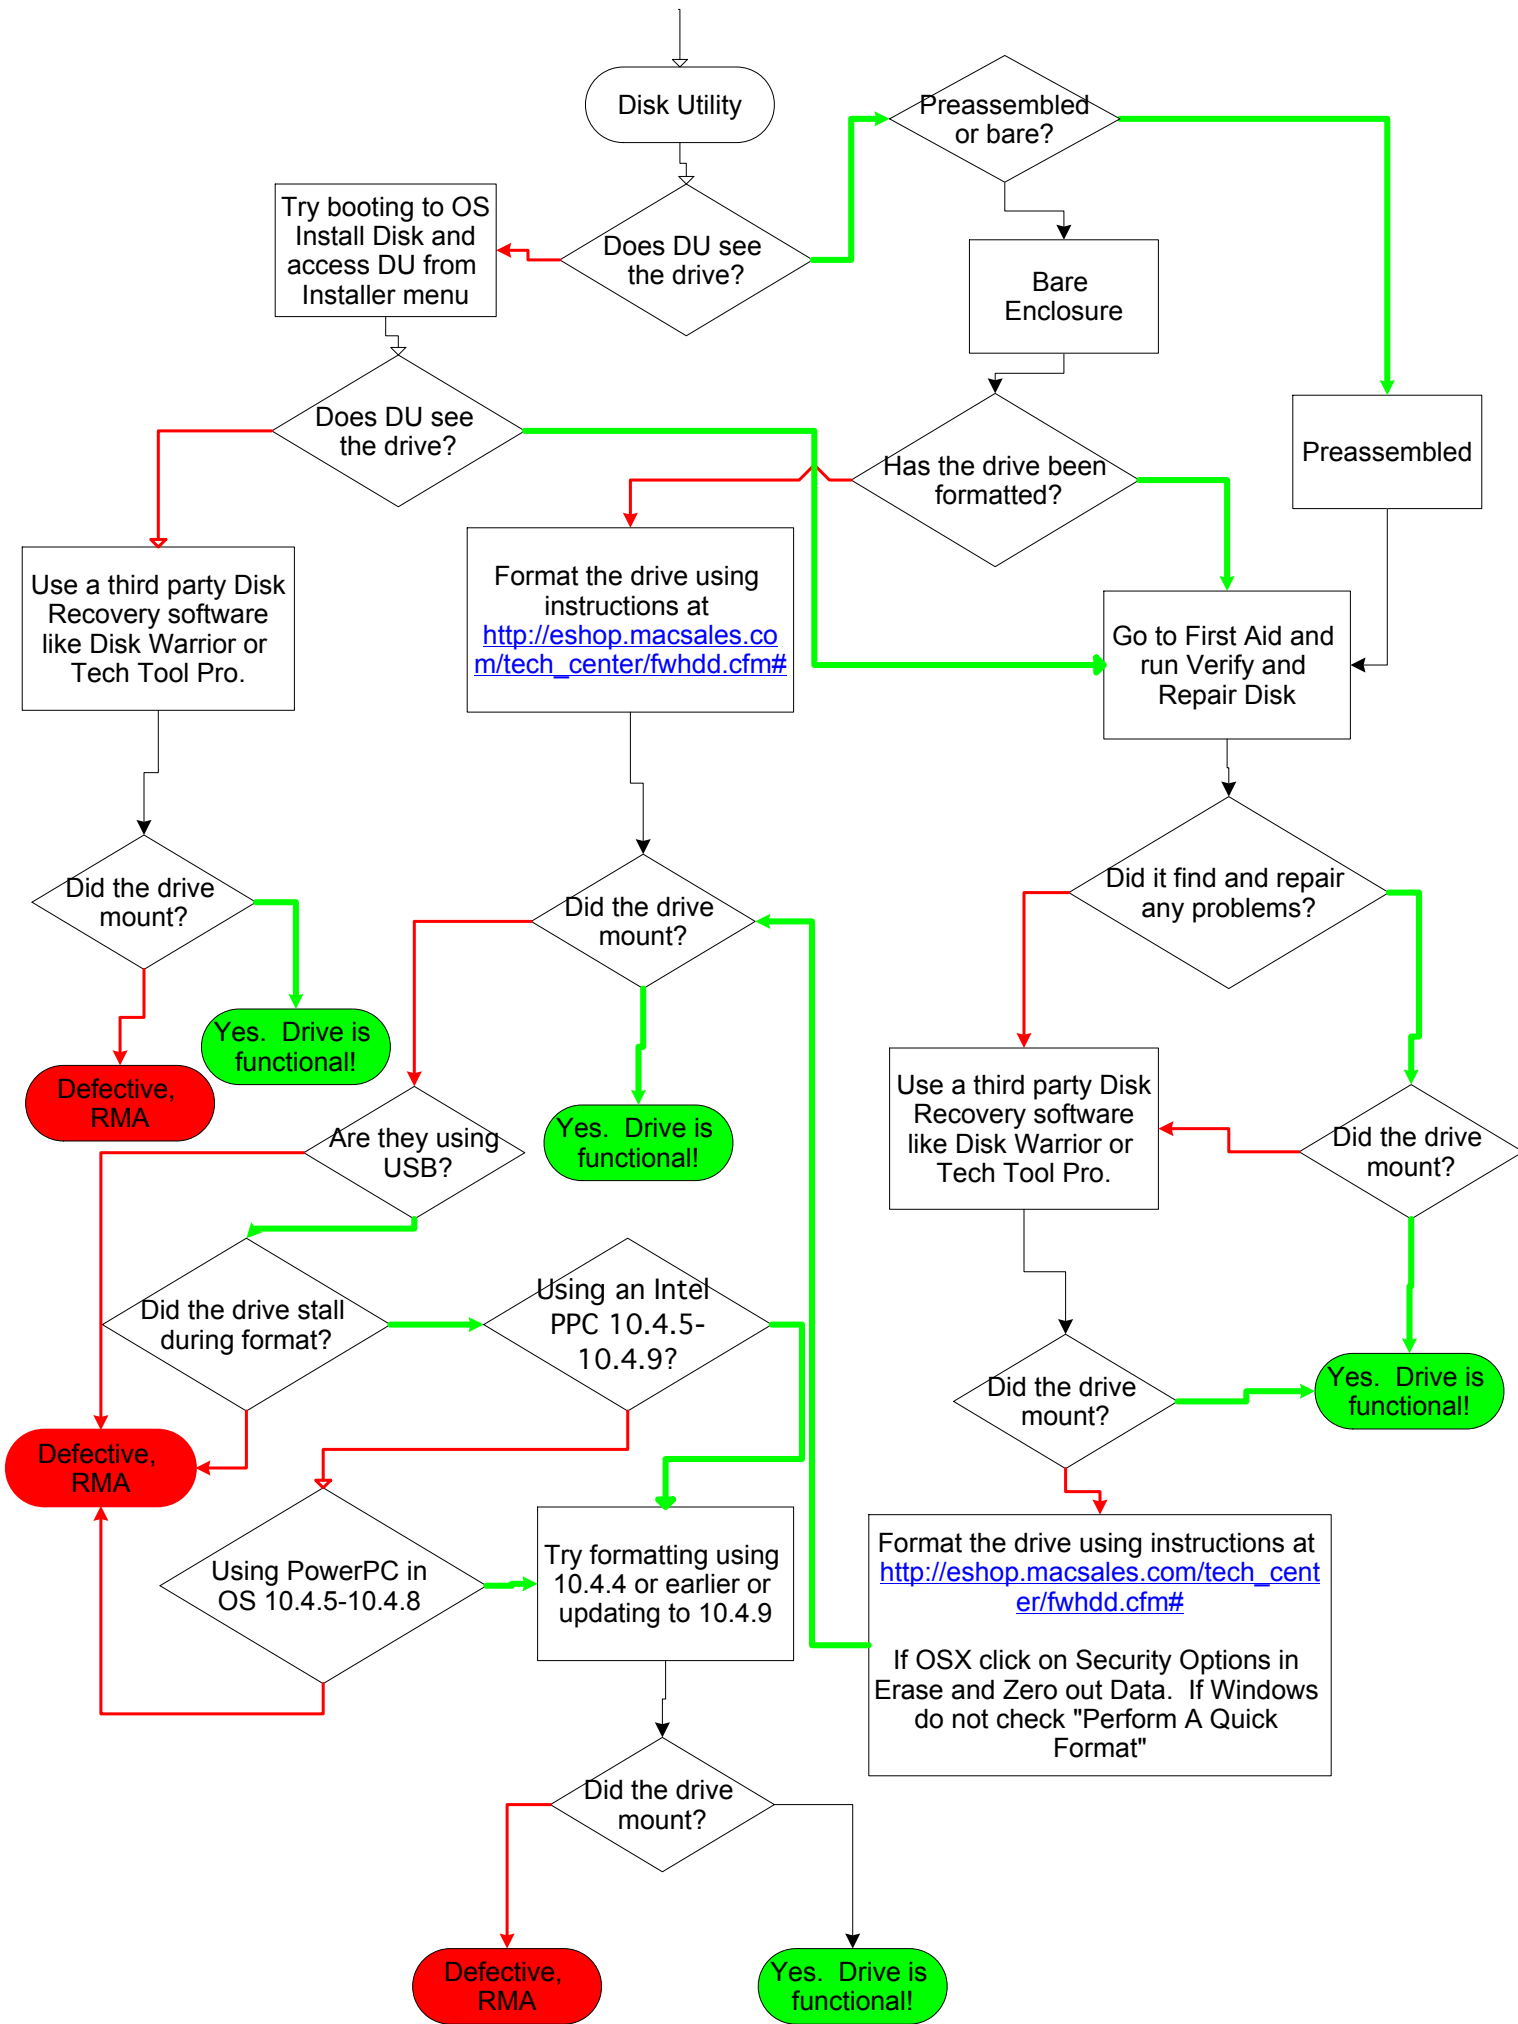 Disk Utility
Preassembled
or bare?
Try booting to OS
Install Disk and
access DU from
Installer menu
Does DU see
the drive?
Bare
Enclosure
Does DU see
the drive?
Has the drive been
formatted?
Preassembled
Use a third party Disk
Recovery software
like Disk Warrior or
Tech Tool Pro.
Format the drive using
instructions at
http://eshop.macsales.co
m/tech_center/fwhdd.cfm#
Go to First Aid and
run Verify and
Repair Disk
Did the drive
mount?
Did the drive
mount?
Did it find and repair
any problems?
Yes.  Drive is
functional!
Defective,
RMA
Are they using
USB?
Yes.  Drive is
functional!
Use a third party Disk
Recovery software
like Disk Warrior or
Tech Tool Pro.
Did the drive
mount?
Did the drive stall
during format?
Using an Intel
PPC 10.4.5-
10.4.9?
Did the drive
mount?
Yes.  Drive is
functional!
Defective,
RMA
Using PowerPC in
OS 10.4.5-10.4.8
Try formatting using
10.4.4 or earlier or
updating to 10.4.9
Format the drive using instructions at
http://eshop.macsales.com/tech_cent
er/fwhdd.cfm#
If OSX click on Security Options in
Erase and Zero out Data.  If Windows
do not check "Perform A Quick
Format"
Did the drive
mount?
Defective,
RMA
Yes.  Drive is
functional!